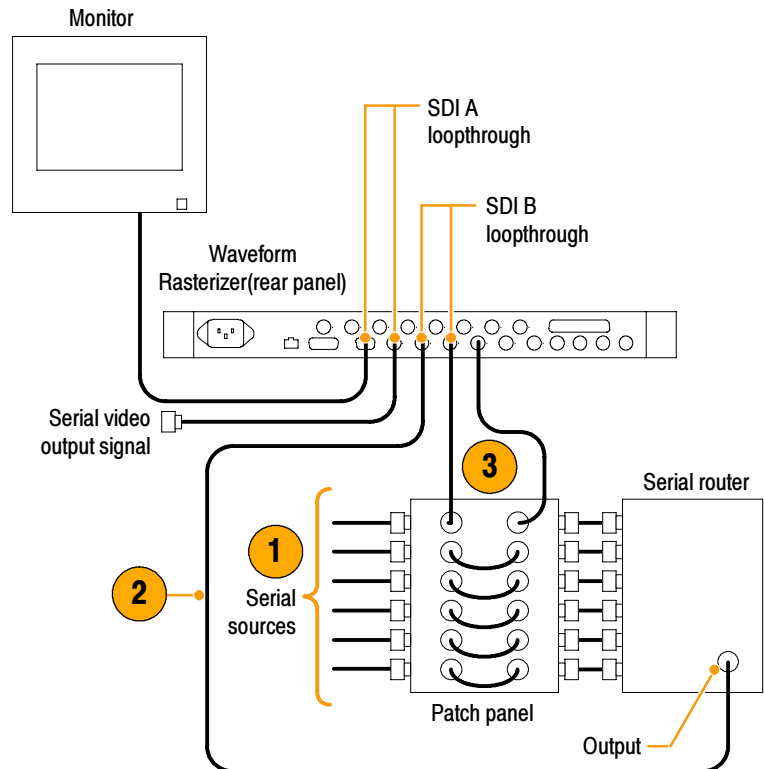 Monitor
SDI A
loopthrough
SDI B
loopthrough
Waveform
Rasterizer(rear panel)
Serial video
output signal
3
Serial router
1
2
Serial
sources
Patch panel
Output